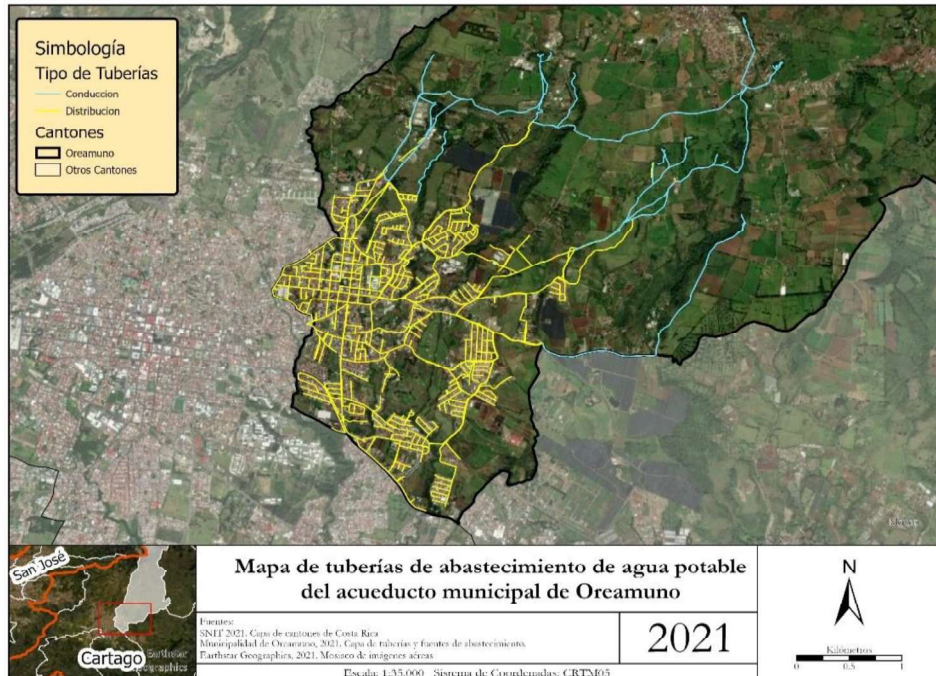 Simbología
Tipo de Tuberías
Conduccion
Distribucion
Cantones
Oreamuno
Otros Cantones
San José
Cartago
Earthstar
Geographics
Mapa de tuberías de abastecimiento de agua potable
del acueducto municipal de Oreamuno
Fuentes:
SNIT 2021. Capa de cantones de Costa Rica
Municipalidad de Oreamuno, 2021. Capa de tuberías y fuentes de abastecimiento.
Earthstar Geographics, 2021. Mosaico de imágenes aéreas
Escala: 1:35.000 Sistema de Coordenadas: CRTM05
2021
N
Kilómetros
0 0.5 1